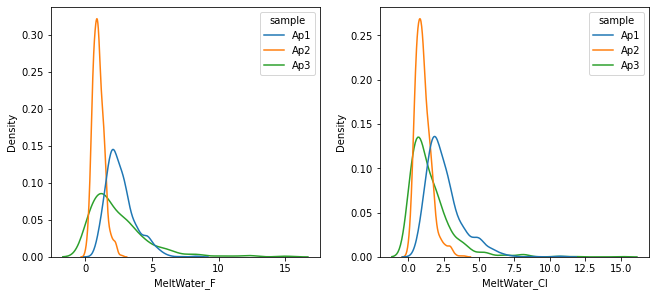 sample
Ap1
Ap2
Ap3
0.30
0.25
0.20
0.15
0.10
0.05
0.00
Density
0
5
10
15
MeltWater_F
sample
Ap1
Ap2
Ap3
0.25
0.20
0.15
0.10
0.05
0.00
Density
0.0
2.5
5.0
7.5
10.0
12.5
15.0
MeltWater_Cl